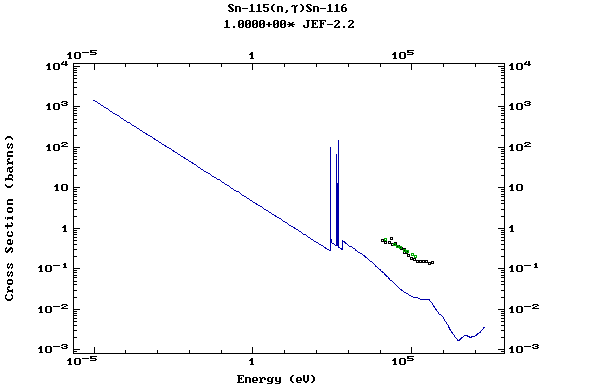 Sn-115(n,γ)Sn-116
1.0000+00* JEF-2.2
10-5 1 105
104 104
103 103
102 102
10 10
1 1
10-1 10-1
10-2 10-2
10-3 10-3
10-5 1 105
Cross Section (barns)
Energy (eV)